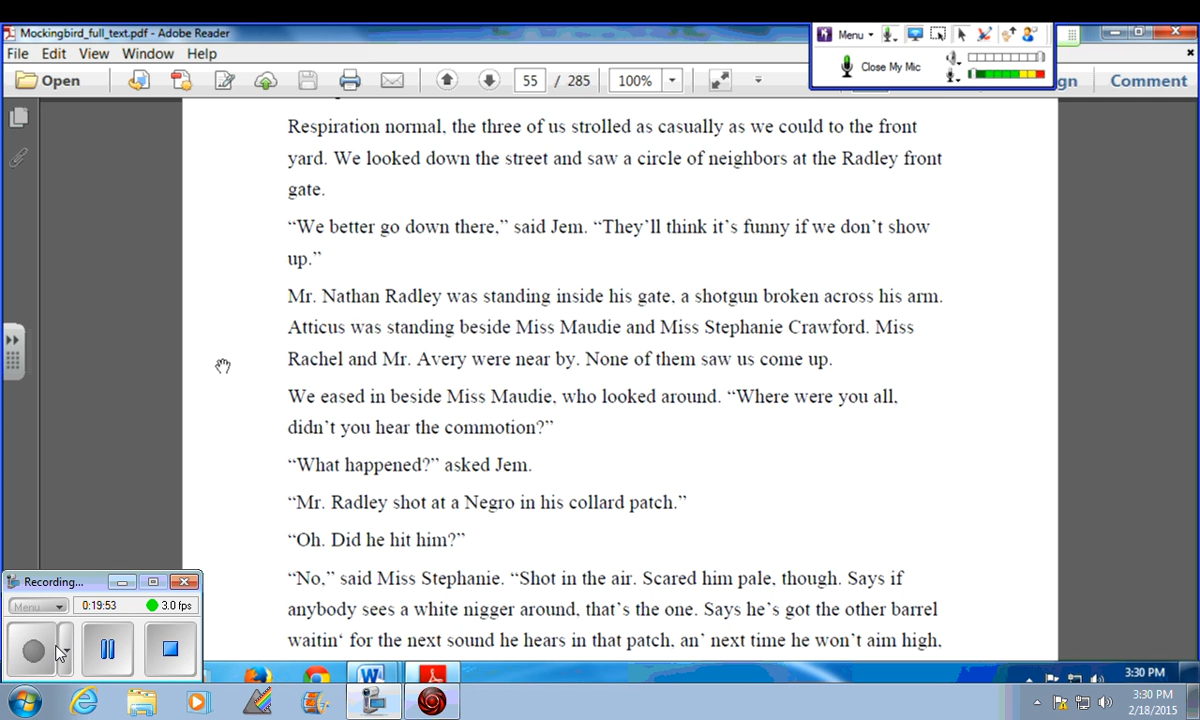 Mockingbird_full_text.pdf - Adobe Reader
File Edit View Window Help
Menu
Close My Mic
Open
55 / 285
100%
gn
Comment
Respiration normal, the three of us strolled as casually as we could to the front
yard. We looked down the street and saw a circle of neighbors at the Radley front
gate.
“We better go down there,” said Jem. “They’ll think it’s funny if we don’t show
up.”
Mr. Nathan Radley was standing inside his gate, a shotgun broken across his arm.
Atticus was standing beside Miss Maudie and Miss Stephanie Crawford. Miss
Rachel and Mr. Avery were near by. None of them saw us come up.
We eased in beside Miss Maudie, who looked around. “Where were you all,
didn’t you hear the commotion?”
“What happened?” asked Jem.
“Mr. Radley shot at a Negro in his collard patch.”
“Oh. Did he hit him?”
“No,” said Miss Stephanie. “Shot in the air. Scared him pale, though. Says if
anybody sees a white nigger around, that’s the one. Says he’s got the other barrel
waitin‘ for the next sound he hears in that patch, an’ next time he won’t aim high,
Recording...
Menu
0:19:53
3.0 fps
3:30 PM
3:30 PM
2/18/2015